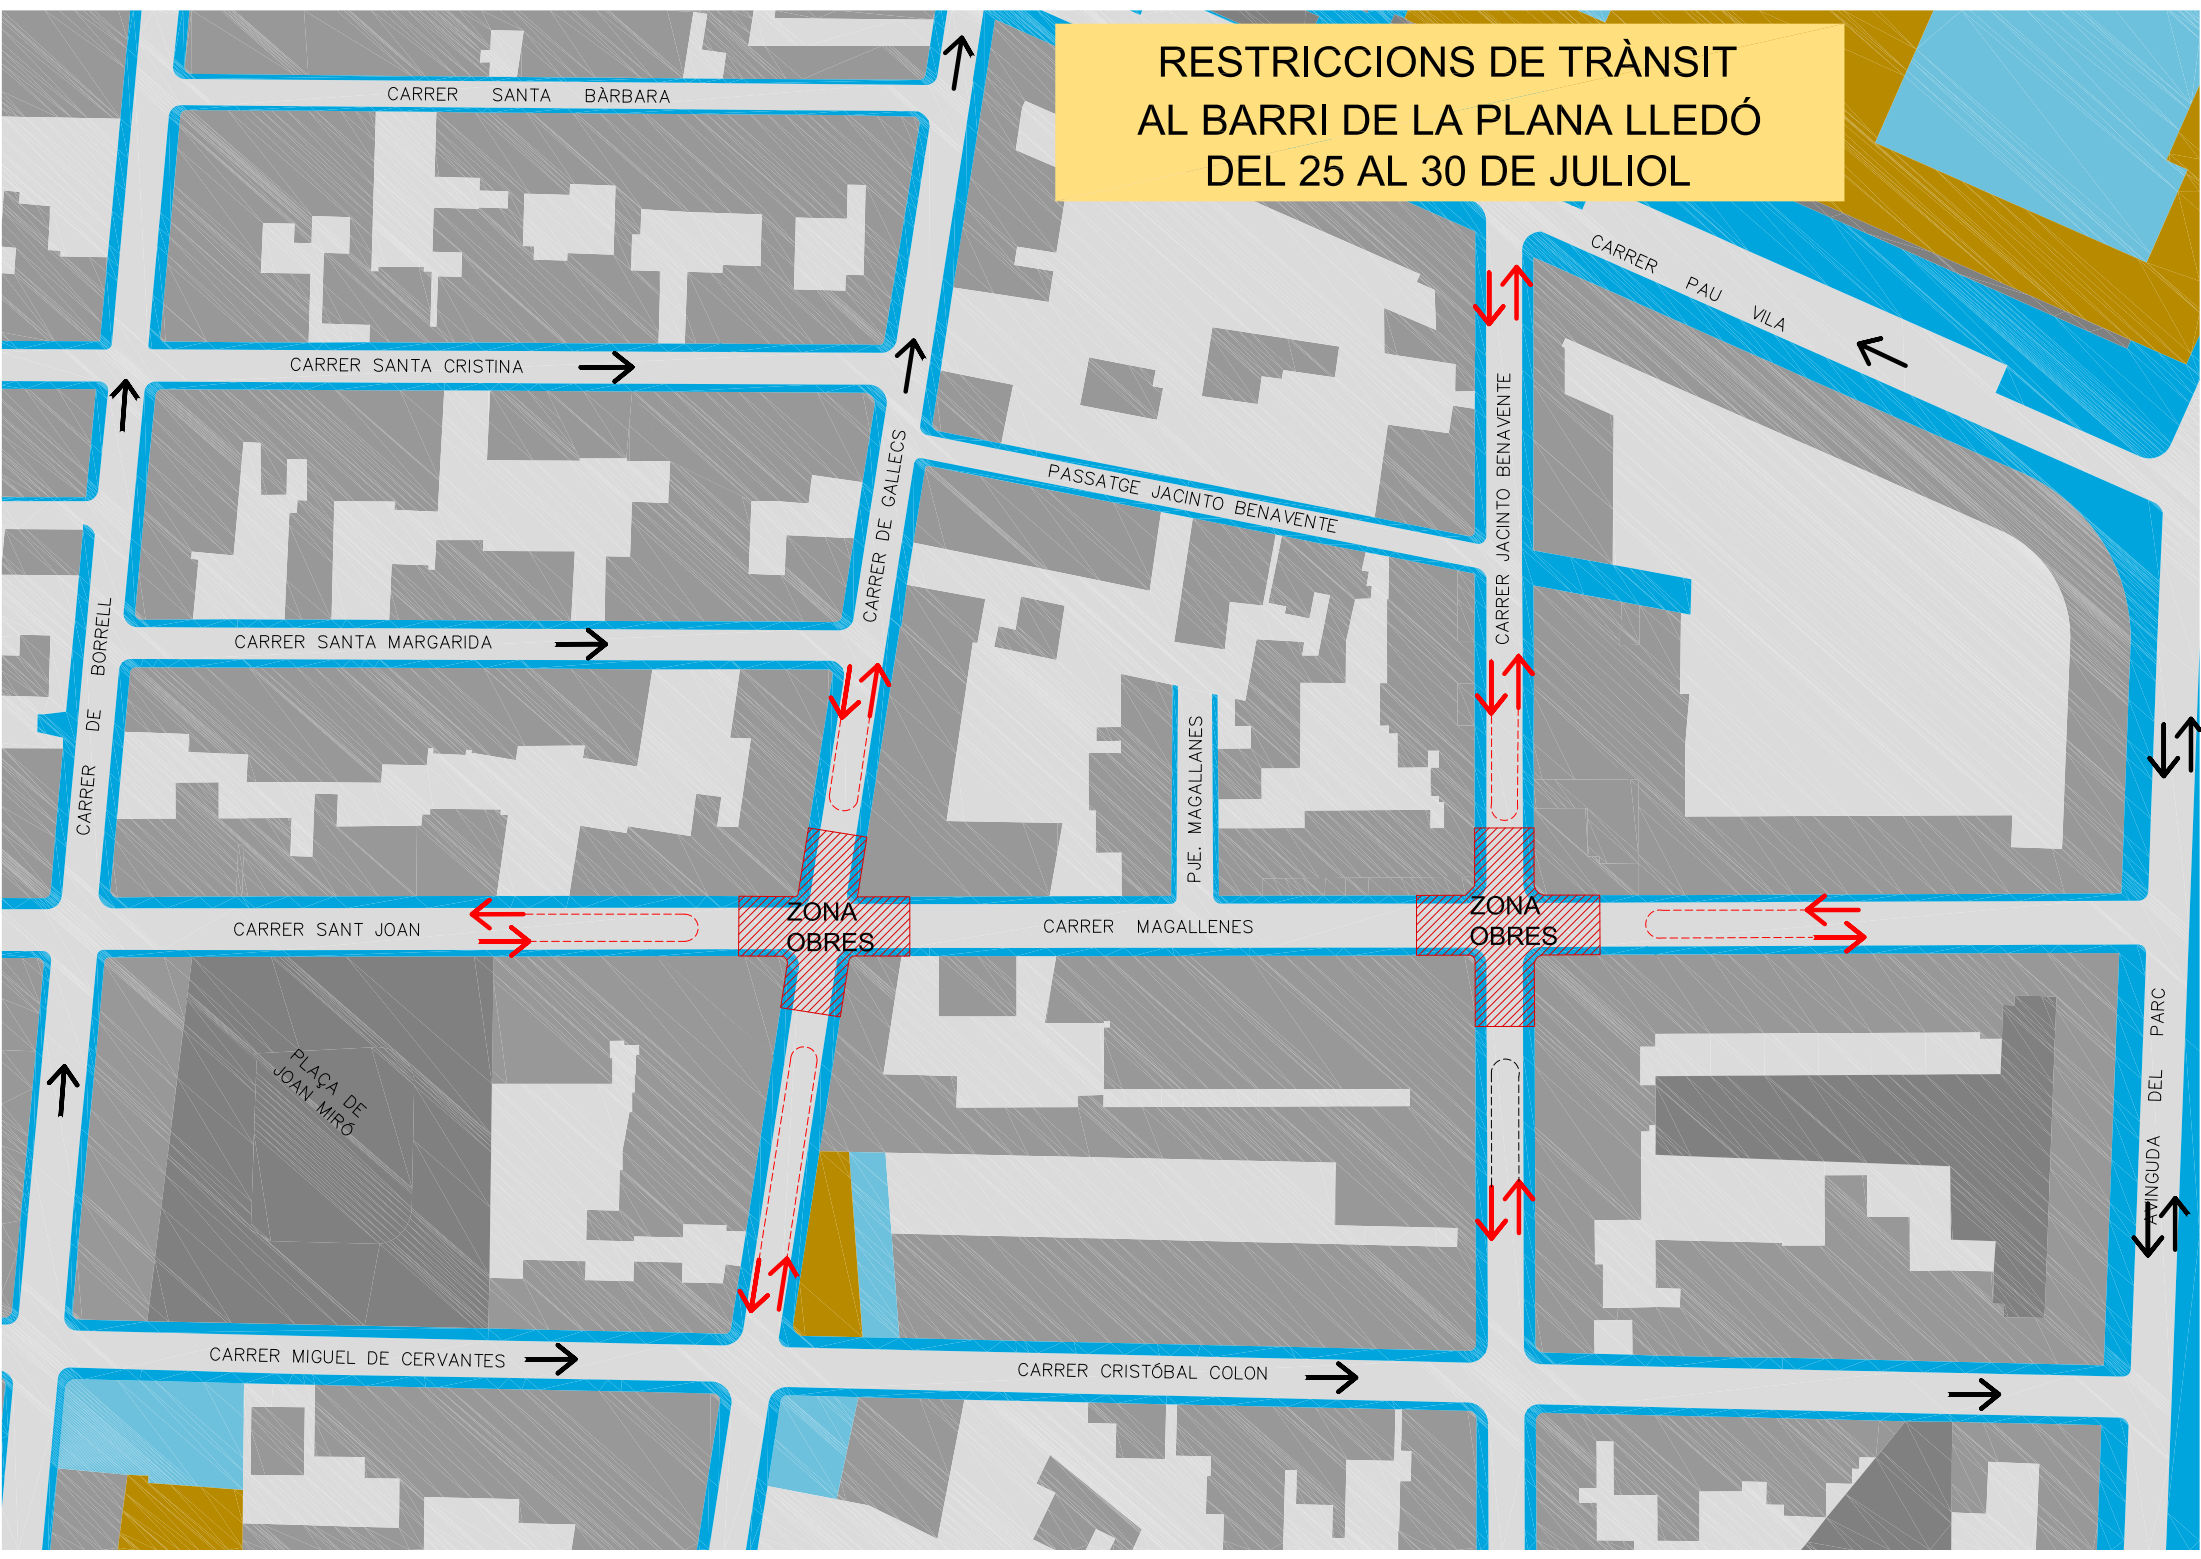 RESTRICCIONS DE TRÀNSIT
AL BARRI DE LA PLANA LLEDÓ
DEL 25 AL 30 DE JULIOL
CARRER SANTA BÀRBARA
CARRER PAU VILA
CARRER SANTA CRISTINA
CARRER DE GALLECS
PASSATGE JACINTO BENAVENTE
CARRER JACINTO BENAVENTE
CARRER SANTA MARGARIDA
CARRER DE BORRELL
PJE. MAGALLANES
ZONA
OBRES
ZONA
OBRES
CARRER SANT JOAN
CARRER MAGALLENES
PLAÇA DE
JOAN MIRÓ
AVINGUDA DEL PARC
CARRER MIGUEL DE CERVANTES
CARRER CRISTÓBAL COLON